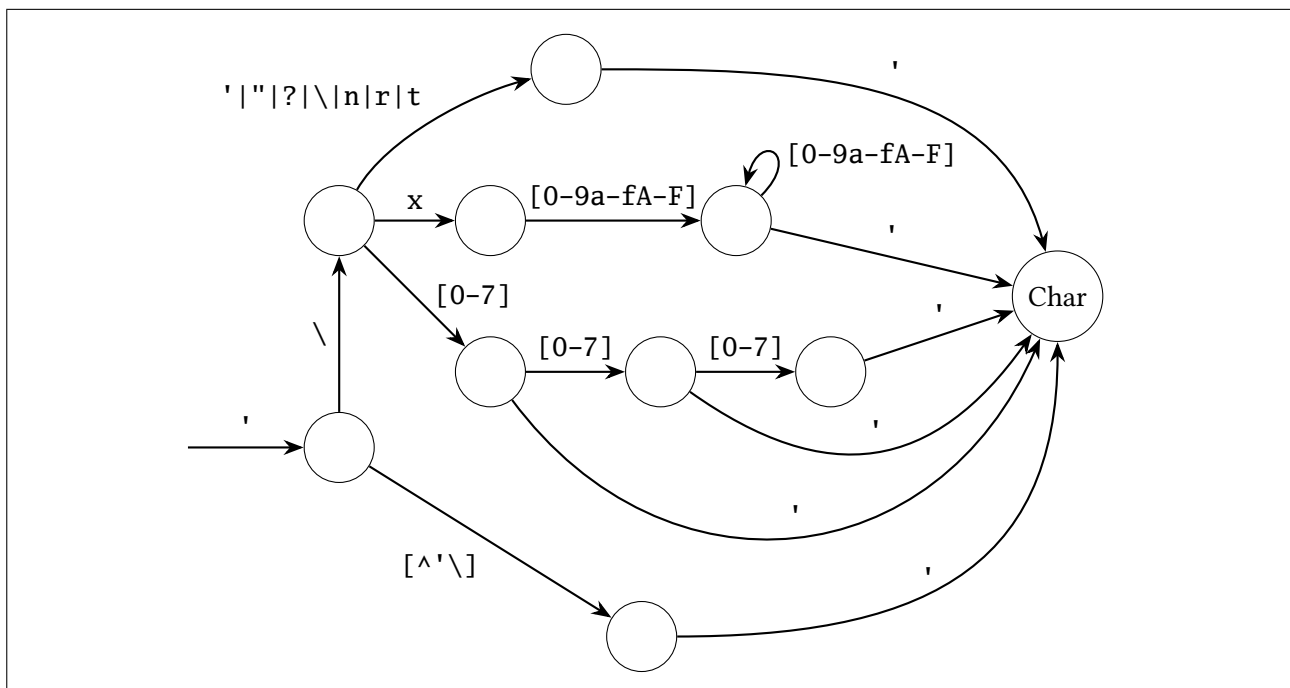 '
'|"|?|\|n|r|t
[0-9a-fA-F]
x
[0-9a-fA-F]
'
[0-7]
Char
'
\
[0-7]
[0-7]
'
'
'
[^'\]
'